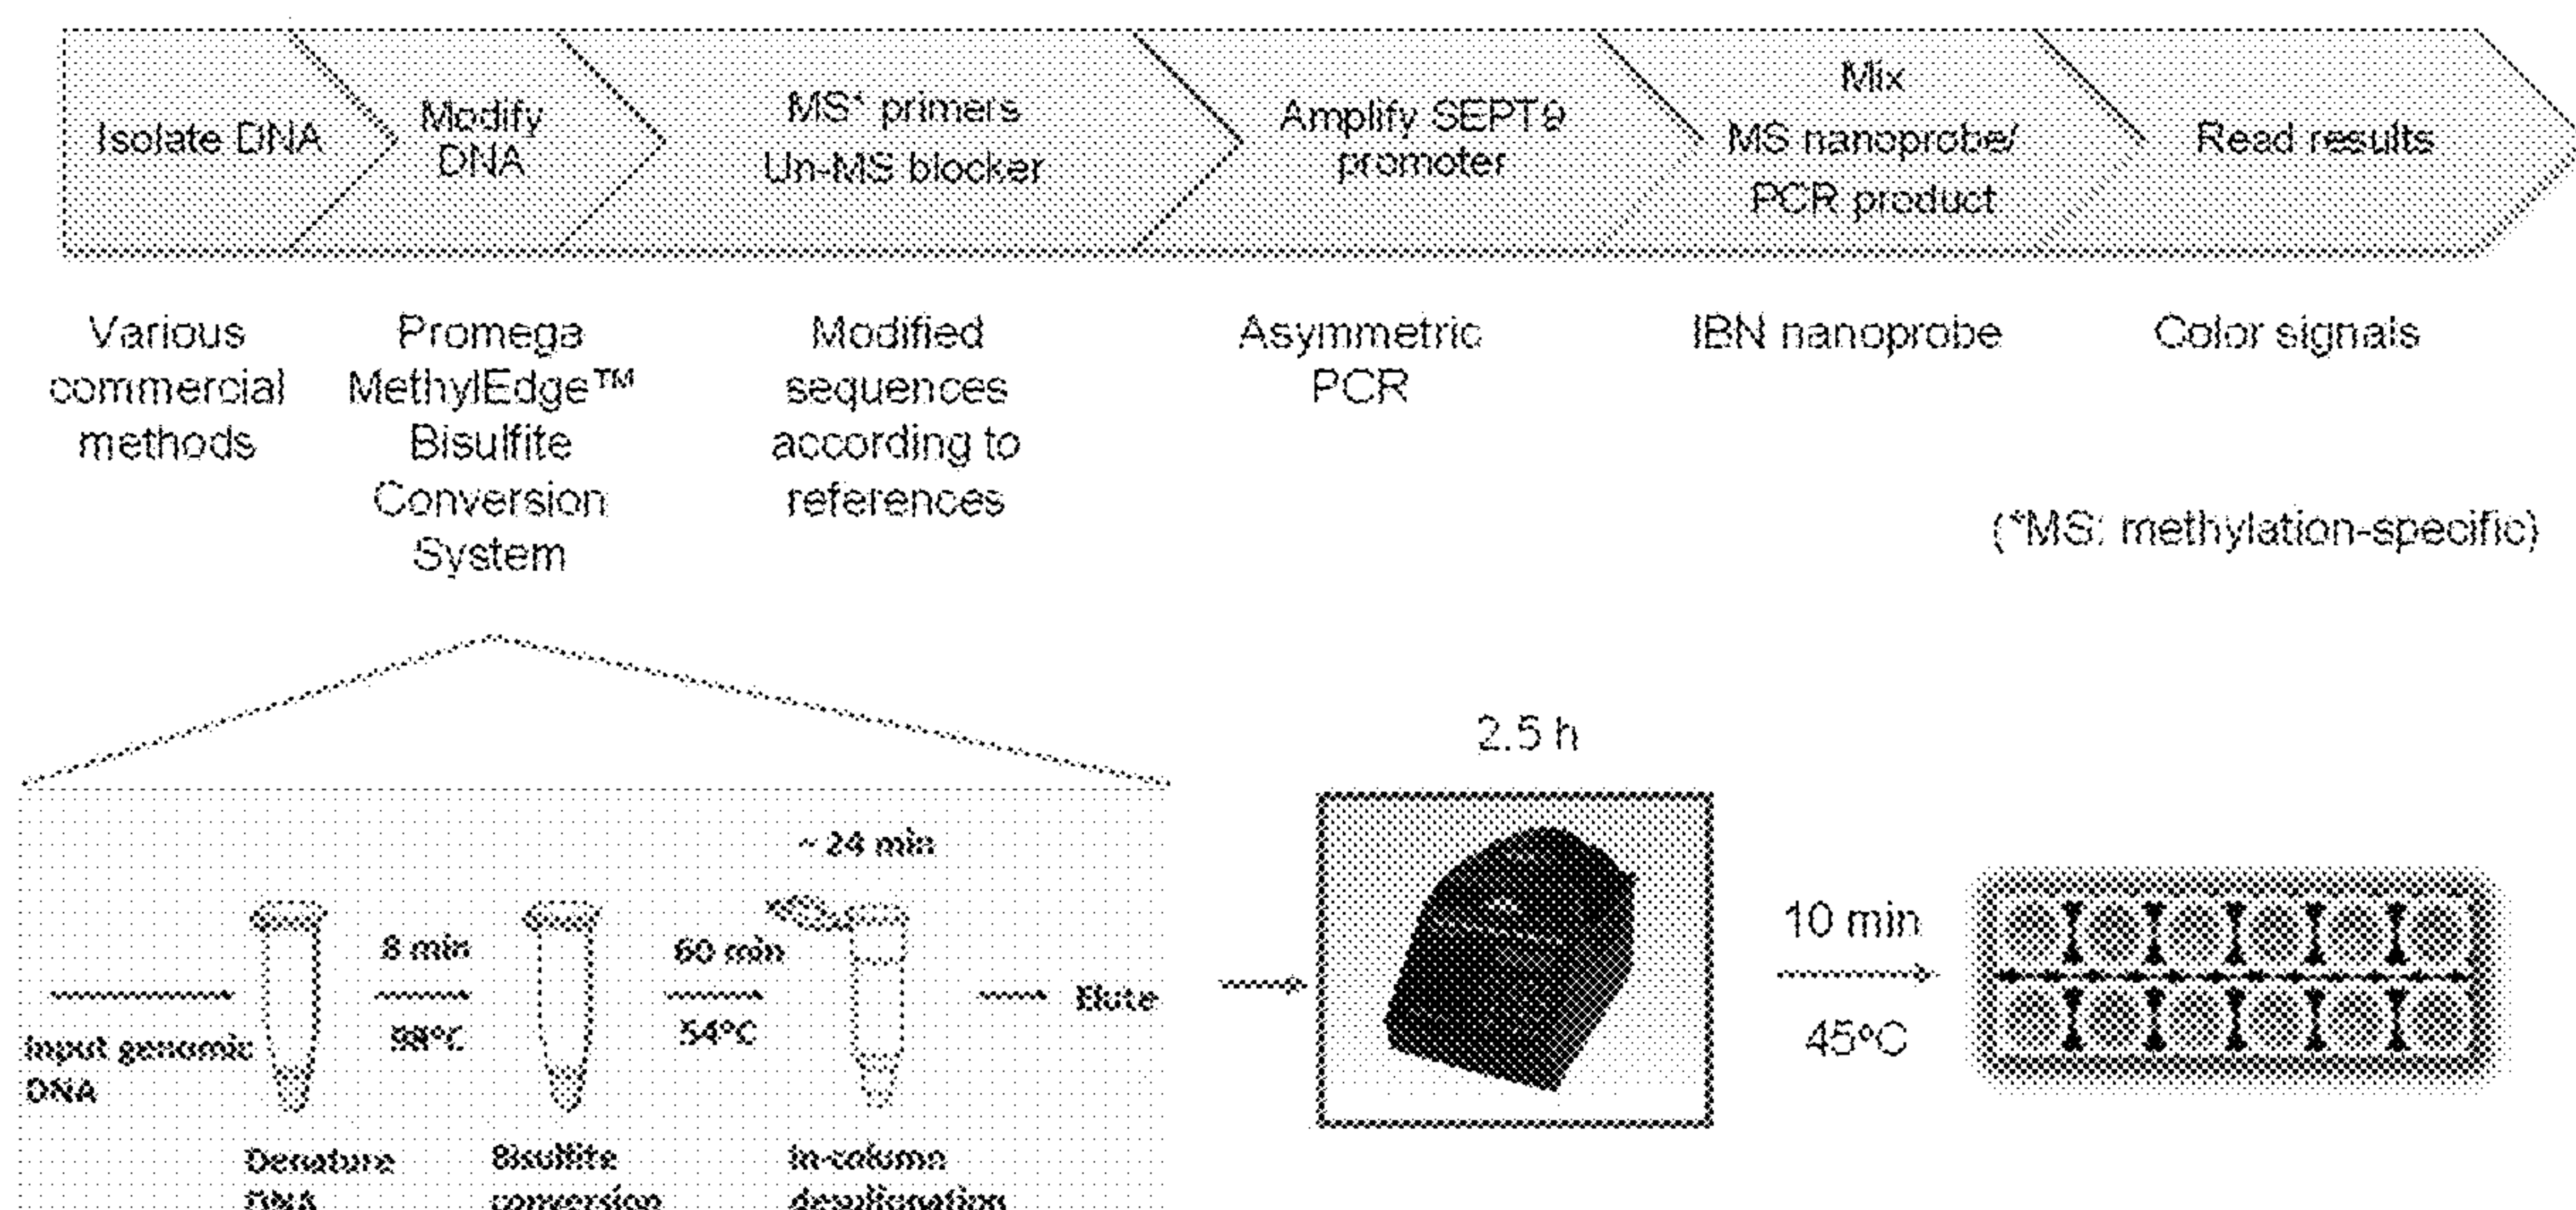 Isolate DNA
Modify
DNA
MS* primers
Un-MS blocker
Amplify SEPT9
promoter
Mix
MS nanoprobe/
PCR product
Read results
Various
commercial
methods
Promega
MethylEdge™
Bisulfite
Conversion
System
Modified
sequences
according to
references
Asymmetric
PCR
IBN nanoprobe
Color signals
(*MS: methylation-specific)
2.5 h
~ 24 min
8 min
60 min
98°C
54°C
Input genomic
DNA
Elute
10 min
45°C
Denature
DNA
Bisulfite
conversion
In-column
desulfonation